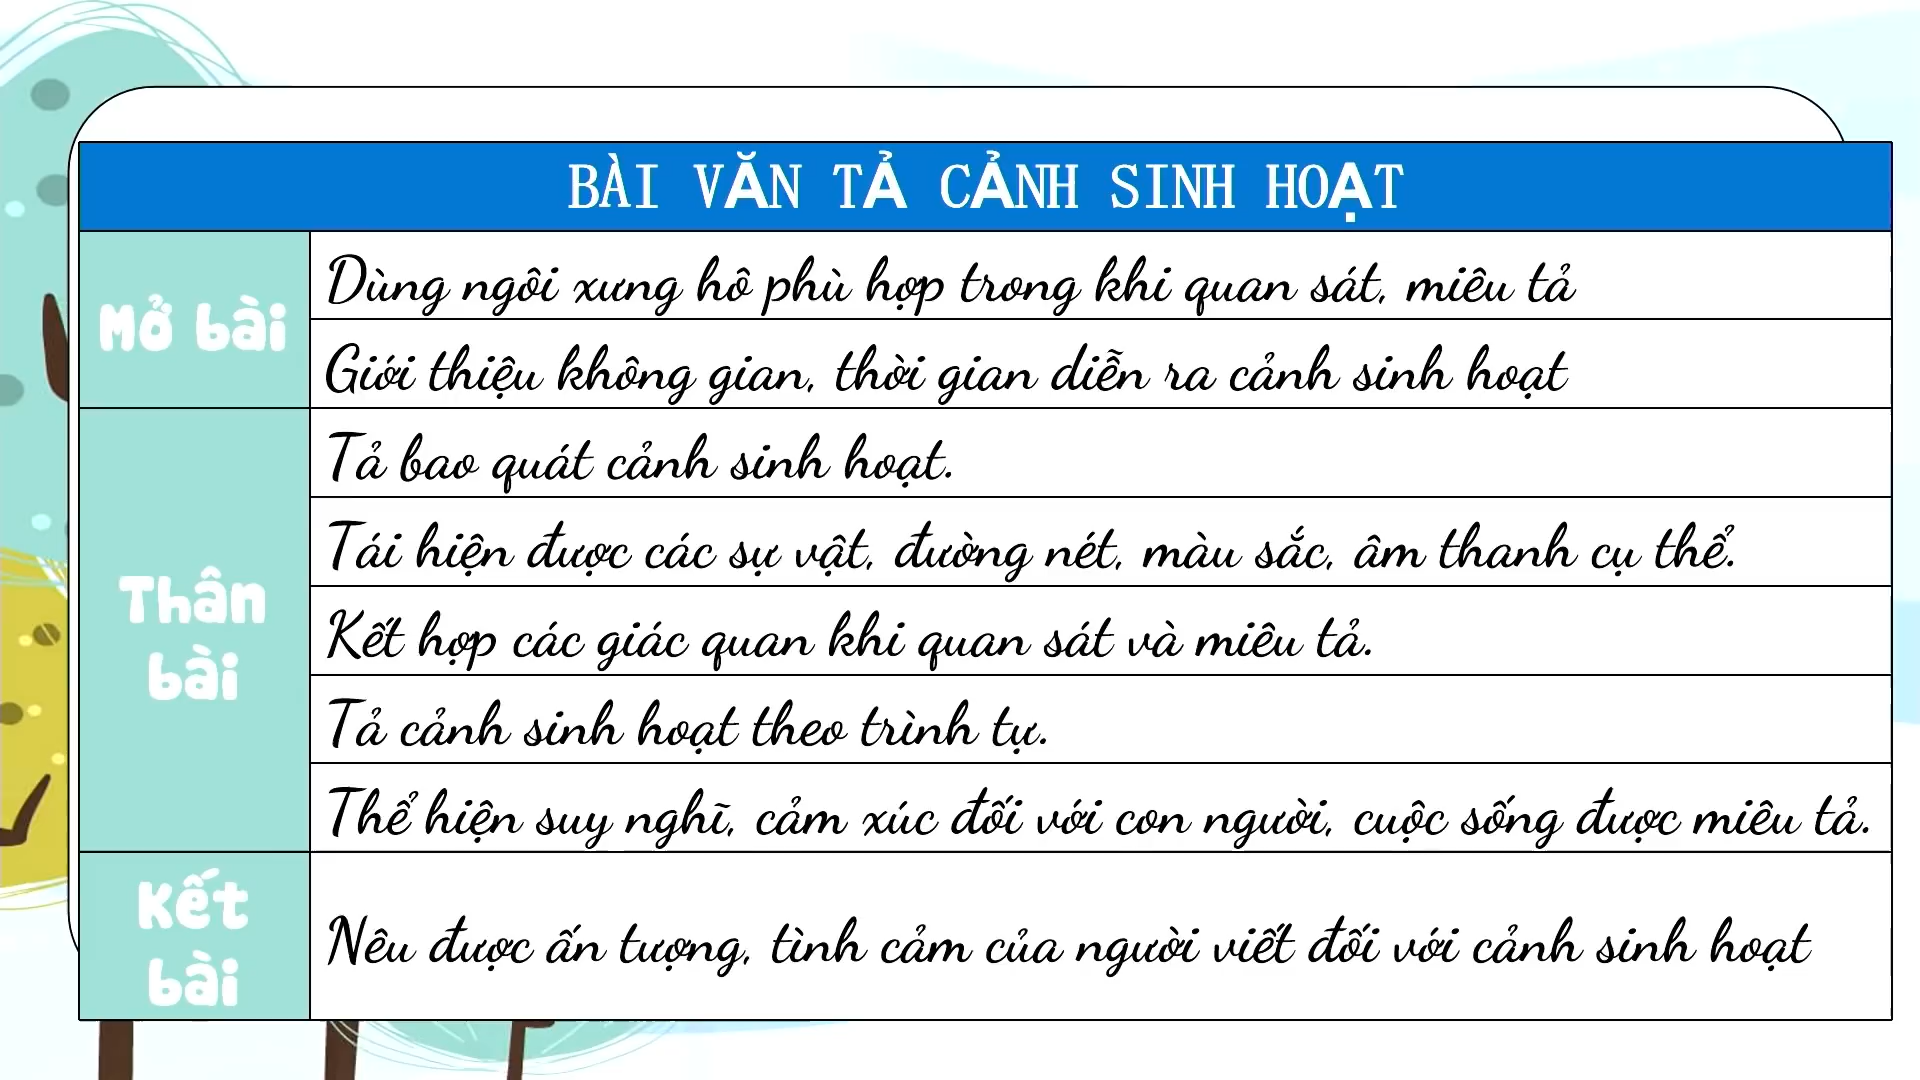 BÀI VĂN TẢ CẢNH SINH HOẠT
Mở bài
Dùng ngôi xưng hô phù hợp trong khi quan sát, miêu tả
Giới thiệu không gian, thời gian diễn ra cảnh sinh hoạt
Thân
bài
Tả bao quát cảnh sinh hoạt.
Tái hiện được các sự vật, đường nét, màu sắc, âm thanh cụ thể.
Kết hợp các giác quan khi quan sát và miêu tả.
Tả cảnh sinh hoạt theo trình tự.
Thể hiện suy nghĩ, cảm xúc đối với con người, cuộc sống được miêu tả.
Kết
bài
Nêu được ấn tượng, tình cảm của người viết đối với cảnh sinh hoạt